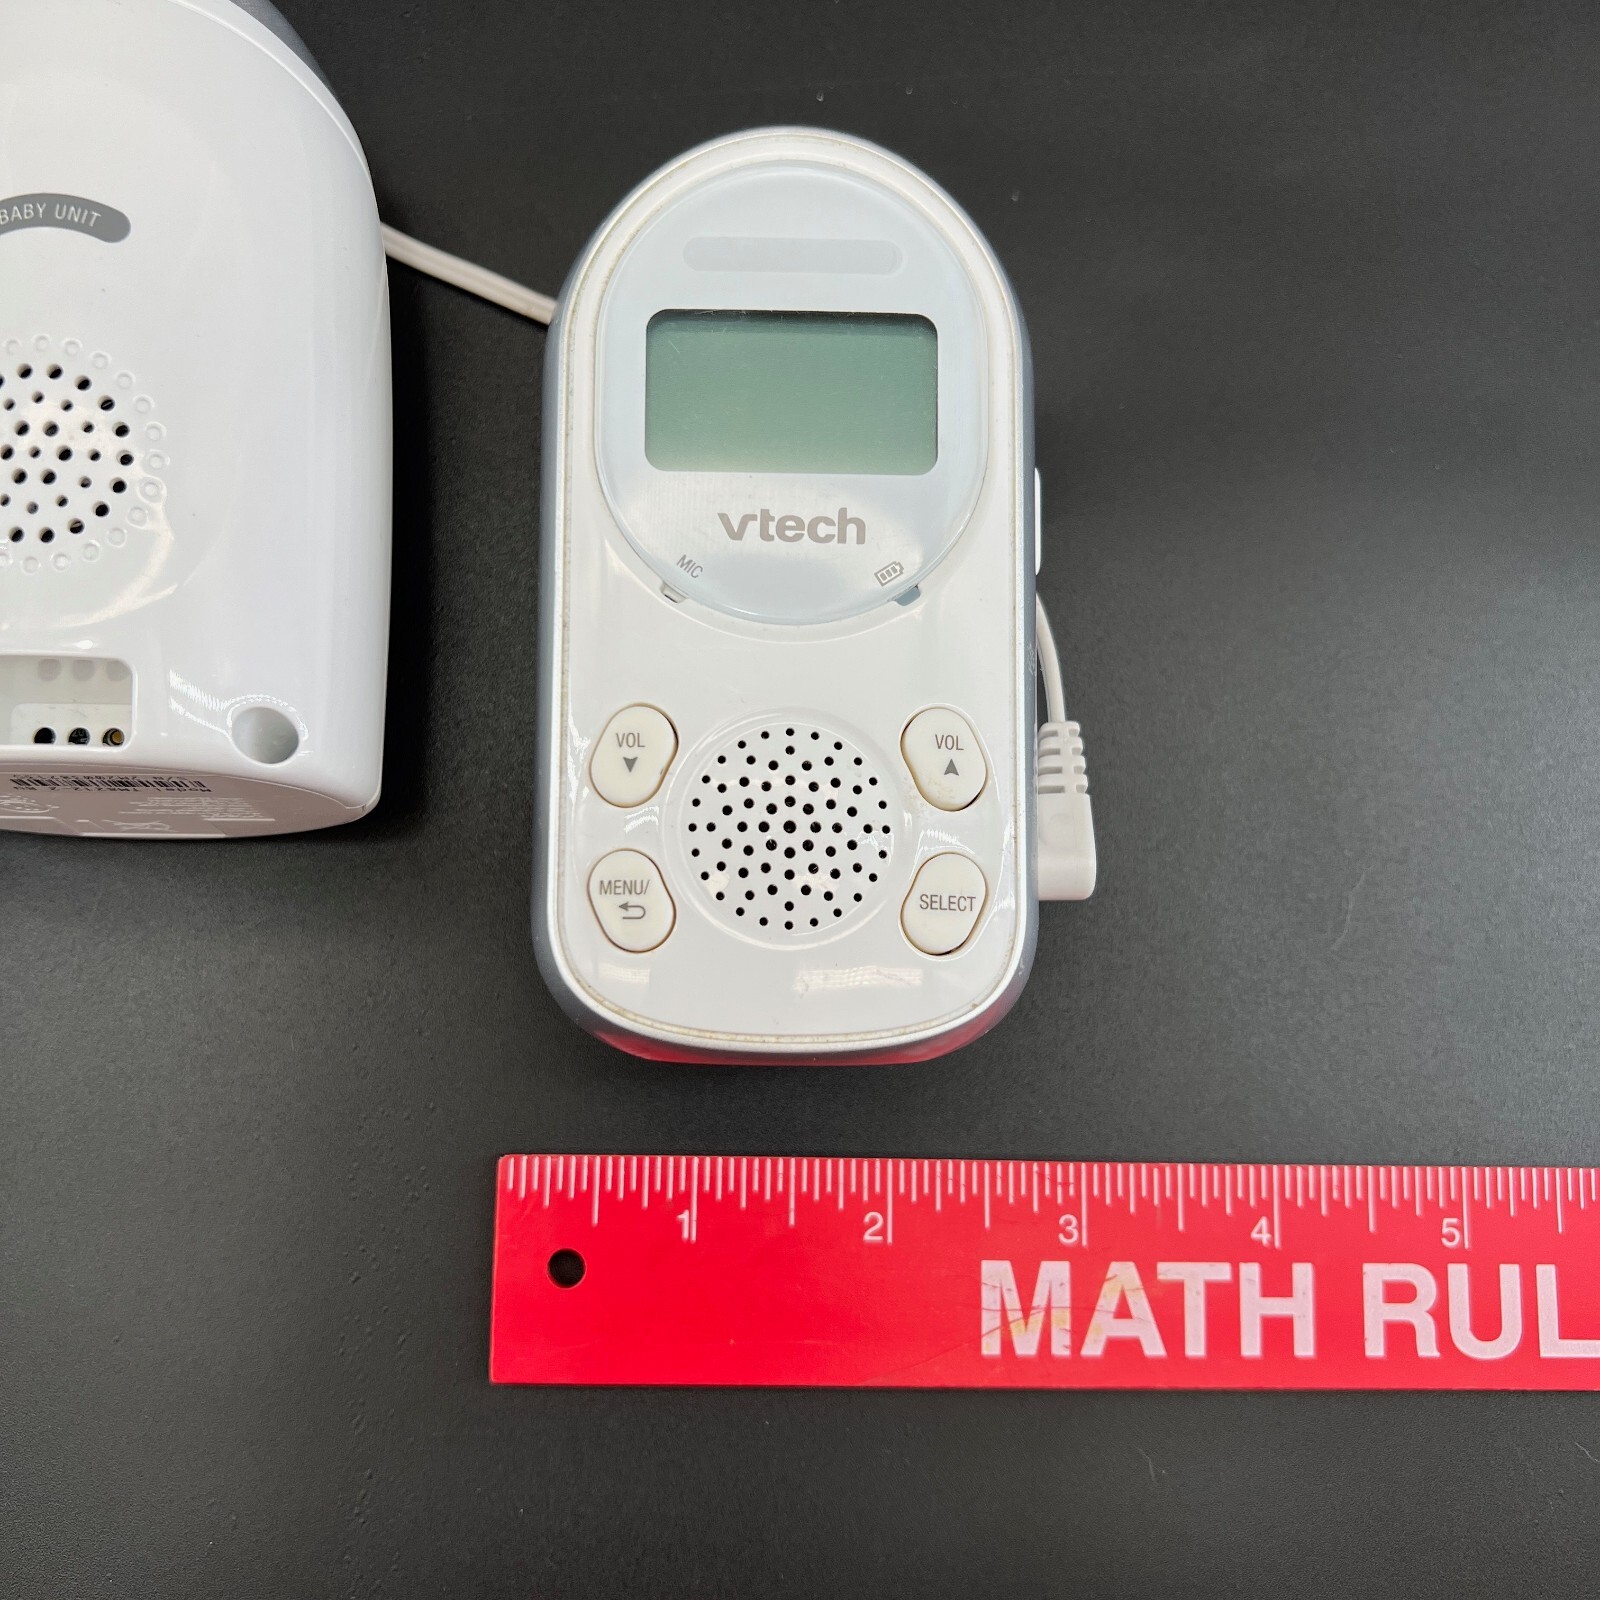 BABY UNIT
vtech
MIC
VOL
VOL
MENU/
SELECT
1 2 3 4 5
MATH RUL